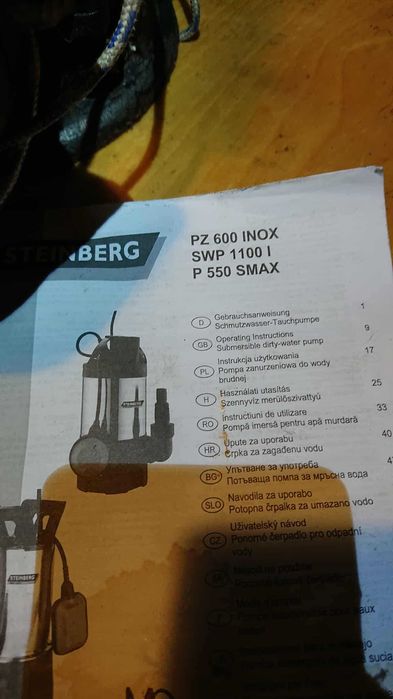 STEINBERG
PZ 600 INOX
SWP 1100 I
P 550 SMAX
D Gebrauchsanweisung
Schmutzwasser-Tauchpumpe 1
GB Operating Instructions
Submersible dirty-water pump 9
PL Instrukcja użytkowania
Pompa zanurzeniowa do wody
brudnej 17
H Használati utasítás
Szennyvíz merülőszivattyú 25
RO Instrucțiuni de utilizare
Pompă imersă pentru apă murdară 33
HR Upute za uporabu
Crpka za zagađenu vodu 40
BG Упътване за употреба
Потъваща помпа за мръсна вода
SLO Navodila za uporabo
Potopna črpalka za umazano vodo
CZ Uživatelský návod
Ponorné čerpadlo pro odpadní
vody
STEINBERG
STEINBERG